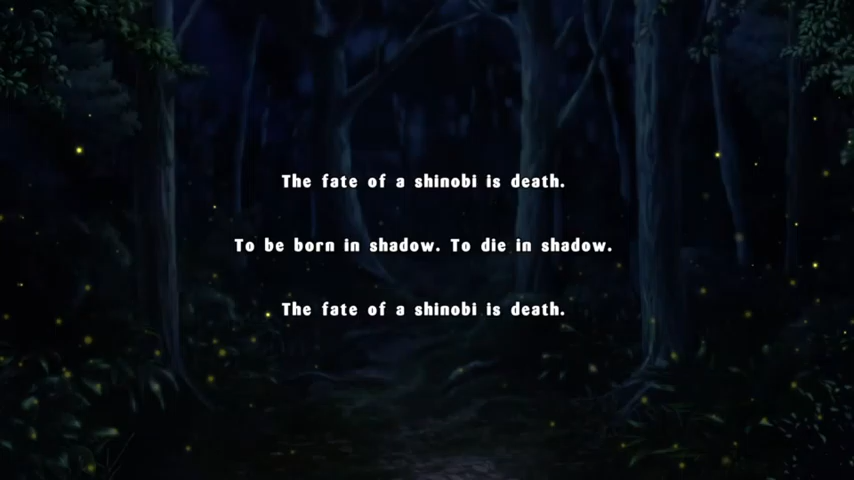 The fate of a shinobi is death.
To be born in shadow. To die in shadow.
The fate of a shinobi is death.